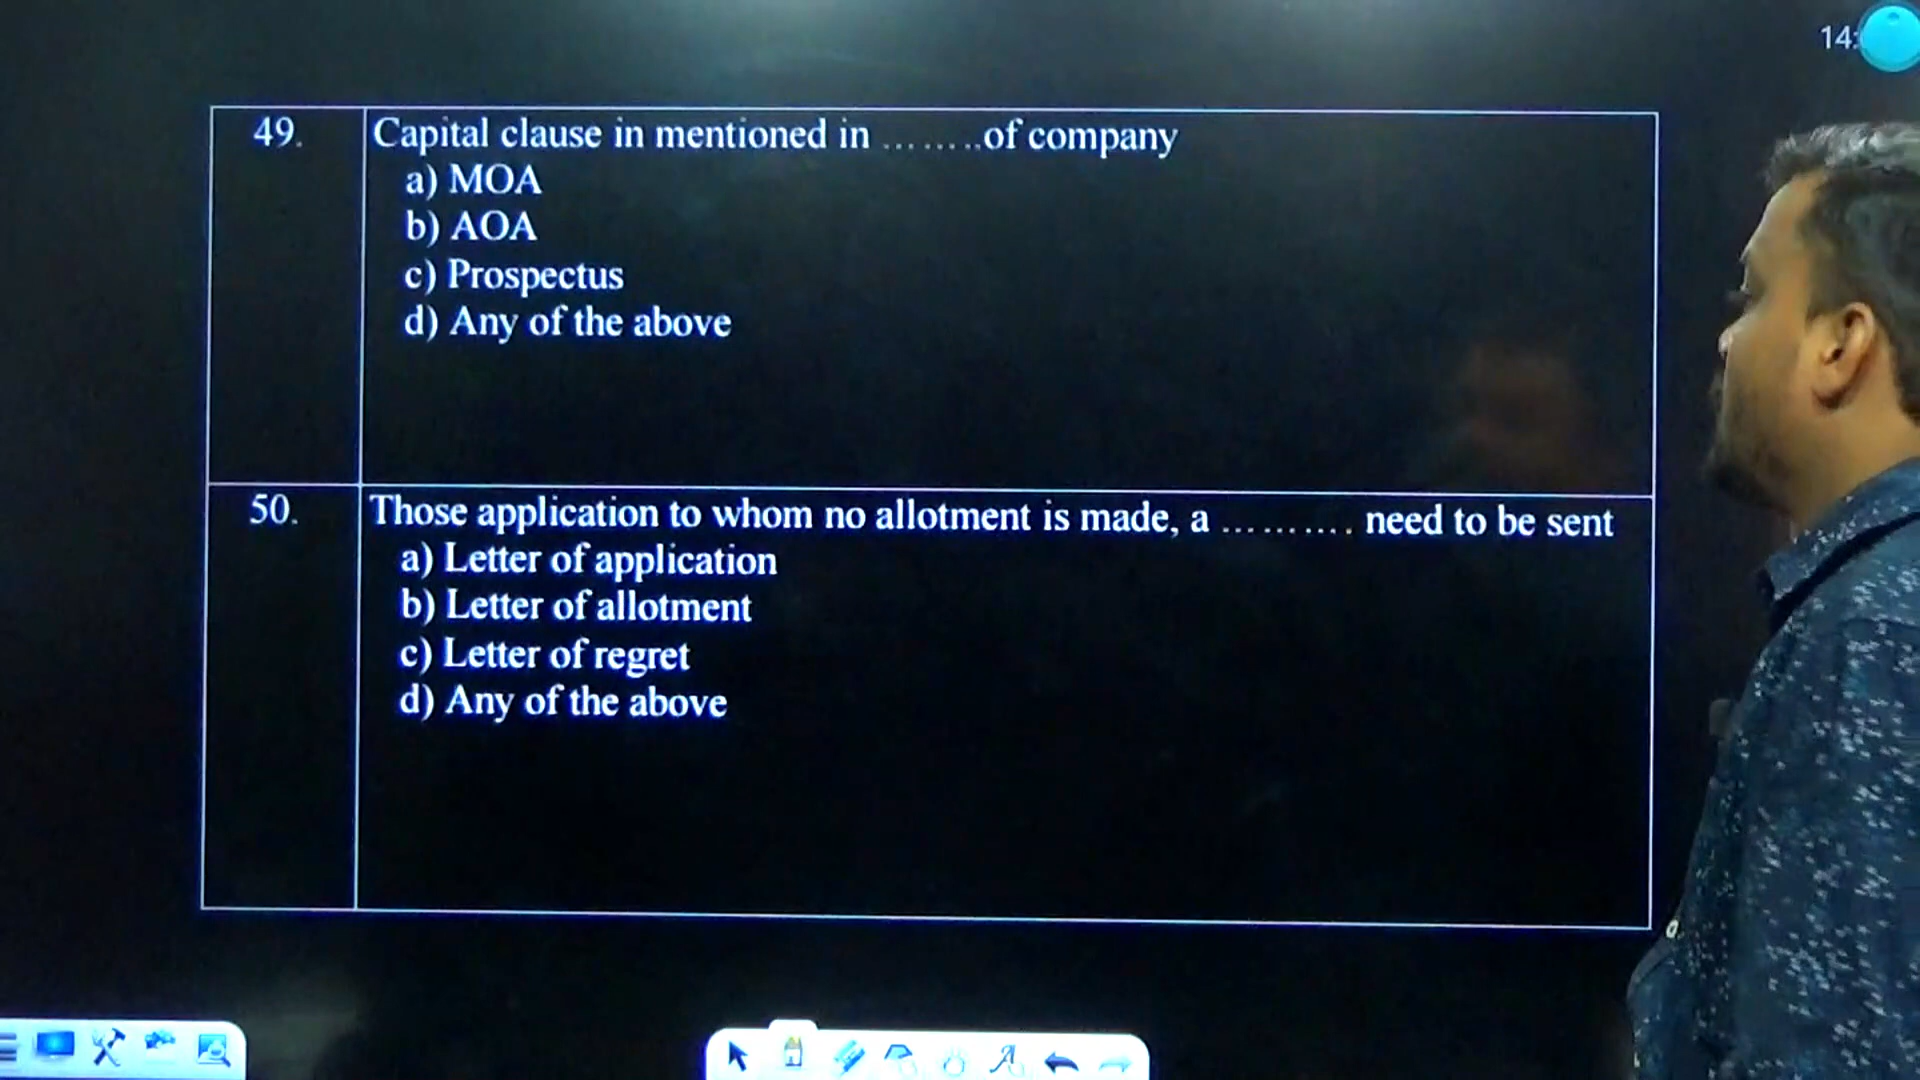 14:
49.
Capital clause in mentioned in ........of company
a) MOA
b) AOA
c) Prospectus
d) Any of the above
50.
Those application to whom no allotment is made, a .......... need to be sent
a) Letter of application
b) Letter of allotment
c) Letter of regret
d) Any of the above